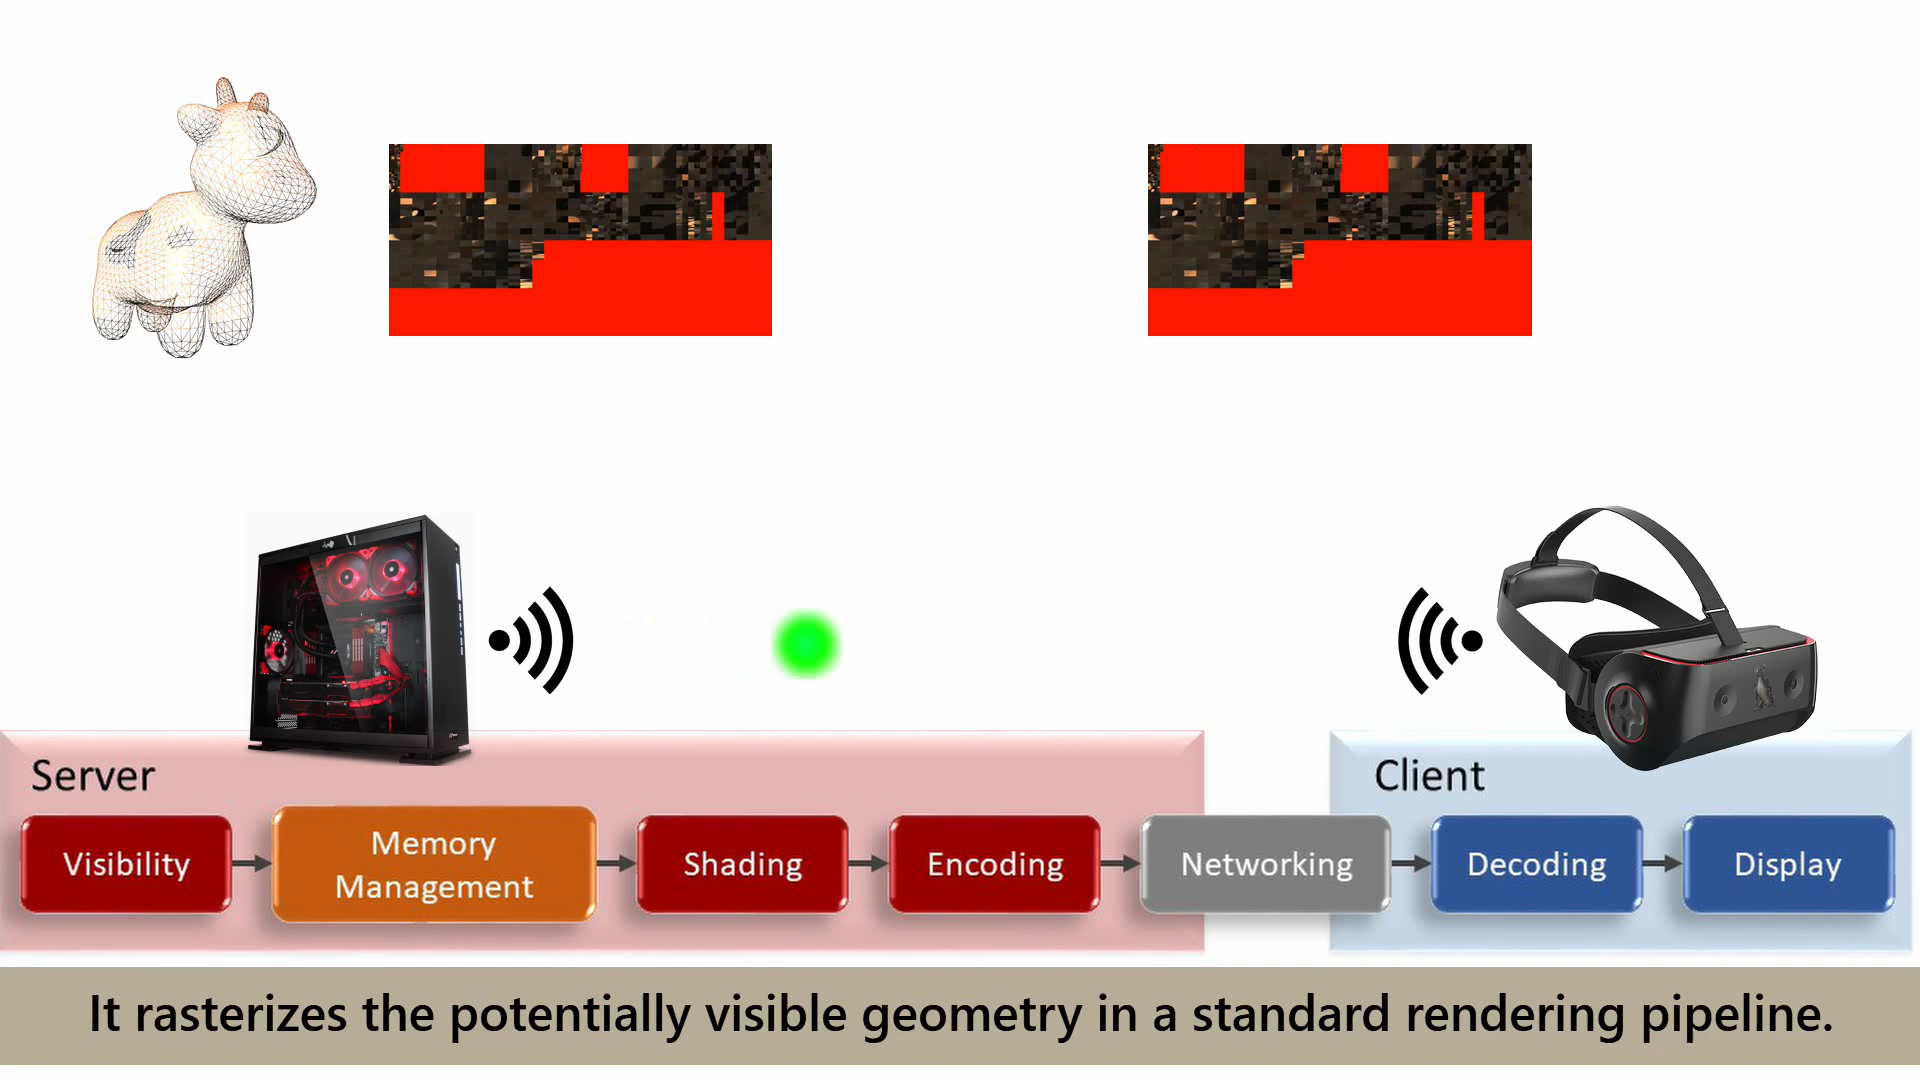 Server
Client
Visibility
Memory
Management
Shading
Encoding
Networking
Decoding
Display
It rasterizes the potentially visible geometry in a standard rendering pipeline.